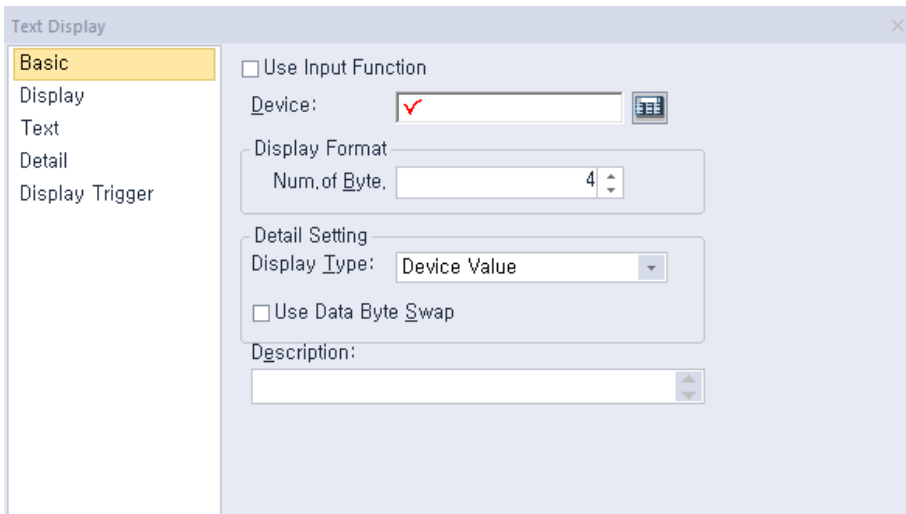 Text Display
Basic
Display
Text
Detail
Display Trigger
Use Input Function
Device:
Display Format
Num.of Byte. 4
Detail Setting
Display Type: Device Value
Use Data Byte Swap
Description: